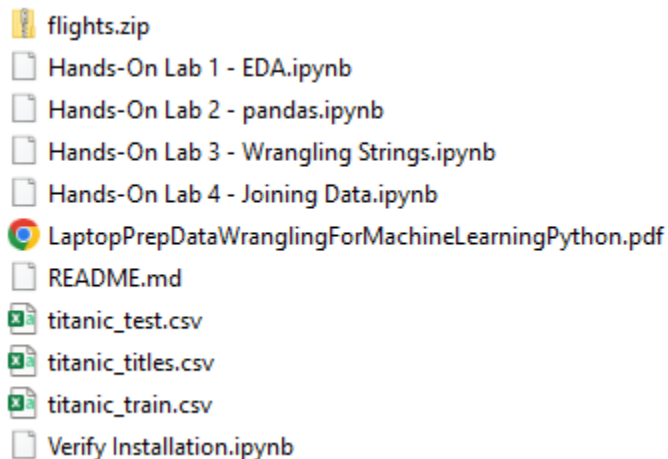 flights.zip
Hands-On Lab 1 - EDA.ipynb
Hands-On Lab 2 - pandas.ipynb
Hands-On Lab 3 - Wrangling Strings.ipynb
Hands-On Lab 4 - Joining Data.ipynb
LaptopPrepDataWranglingForMachineLearningPython.pdf
README.md
titanic_test.csv
titanic_titles.csv
titanic_train.csv
Verify Installation.ipynb